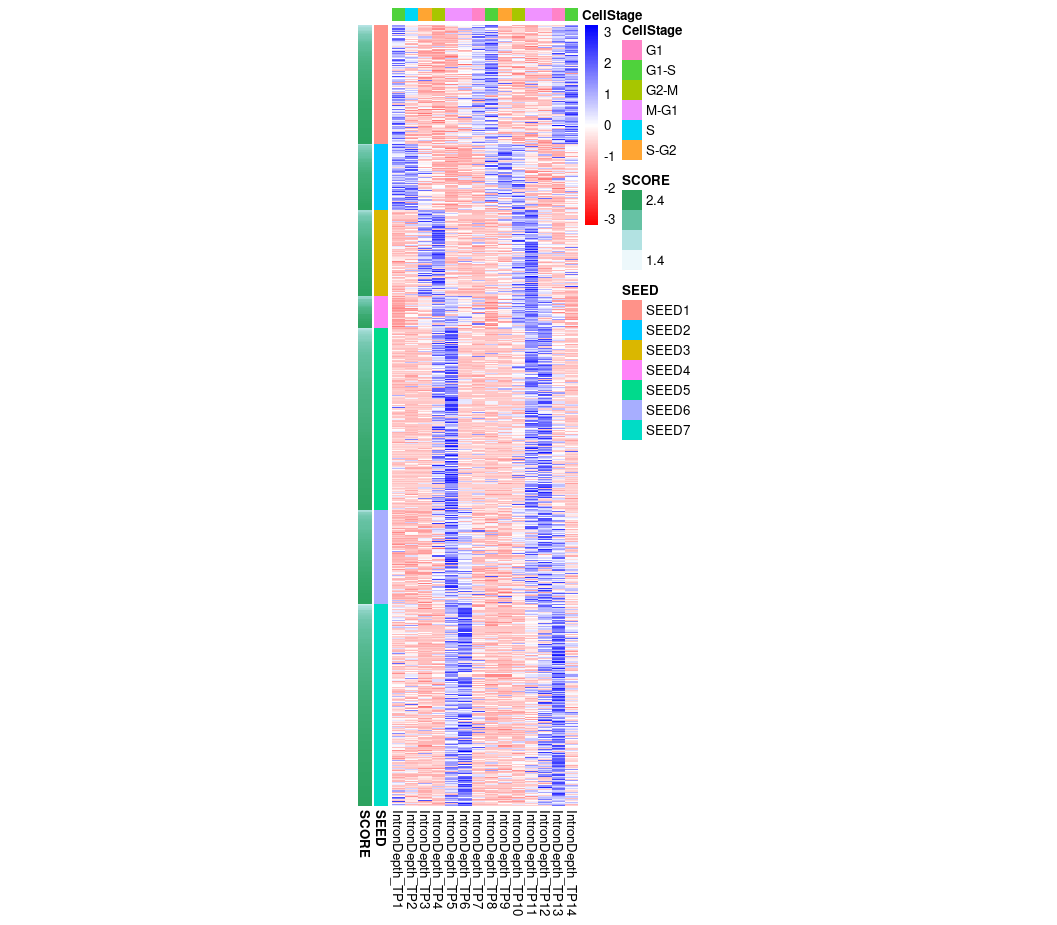 CellStage
3
2
1
0
-1
-2
-3
CellStage
G1
G1-S
G2-M
M-G1
S
S-G2
SCORE
2.4
1.4
SEED
SEED1
SEED2
SEED3
SEED4
SEED5
SEED6
SEED7
SCORE
SEED
IntronDepth_TP1
IntronDepth_TP2
IntronDepth_TP3
IntronDepth_TP4
IntronDepth_TP5
IntronDepth_TP6
IntronDepth_TP7
IntronDepth_TP8
IntronDepth_TP9
IntronDepth_TP10
IntronDepth_TP11
IntronDepth_TP12
IntronDepth_TP13
IntronDepth_TP14